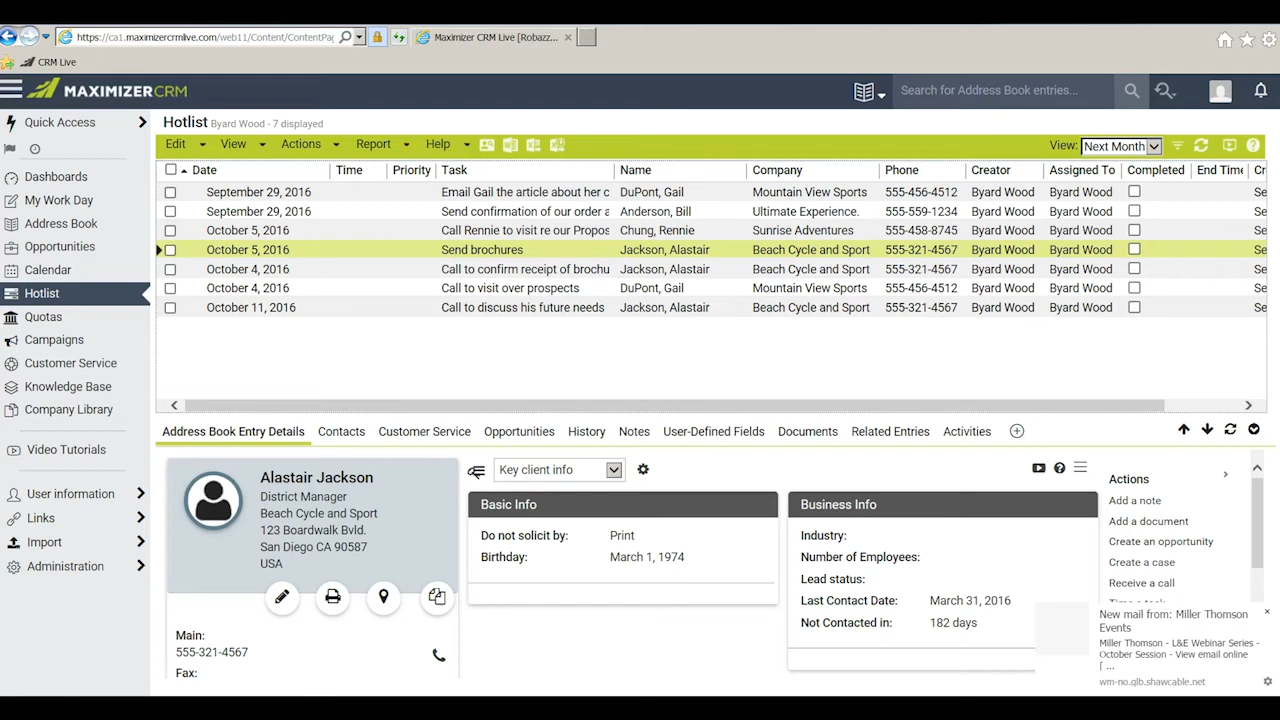 https://ca1.maximizercrmlive.com/web11/Content/ContentPag
Maximizer CRM Live [Robazz... ×
CRM Live
MAXIMIZERCRM
Search for Address Book entries...
Quick Access
Dashboards
My Work Day
Address Book
Opportunities
Calendar
Hotlist
Quotas
Campaigns
Customer Service
Knowledge Base
Company Library
Video Tutorials
User information
Links
Import
Administration
Hotlist Byard Wood - 7 displayed
Edit View Actions Report Help View: Next Month
Date Time Priority Task Name Company Phone Creator Assigned To Completed End Time Cr
September 29, 2016 Email Gail the article about her c DuPont, Gail Mountain View Sports 555-456-4512 Byard Wood Byard Wood Se
September 29, 2016 Send confirmation of our order a Anderson, Bill Ultimate Experience. 555-559-1234 Byard Wood Byard Wood Se
October 5, 2016 Call Rennie to visit re our Propos Chung, Rennie Sunrise Adventures 555-458-8745 Byard Wood Byard Wood Se
October 5, 2016 Send brochures Jackson, Alastair Beach Cycle and Sport 555-321-4567 Byard Wood Byard Wood Se
October 4, 2016 Call to confirm receipt of brochu Jackson, Alastair Beach Cycle and Sport 555-321-4567 Byard Wood Byard Wood Se
October 4, 2016 Call to visit over prospects DuPont, Gail Mountain View Sports 555-456-4512 Byard Wood Byard Wood Se
October 11, 2016 Call to discuss his future needs Jackson, Alastair Beach Cycle and Sport 555-321-4567 Byard Wood Byard Wood Se
Address Book Entry Details Contacts Customer Service Opportunities History Notes User-Defined Fields Documents Related Entries Activities
Alastair Jackson
District Manager
Beach Cycle and Sport
123 Boardwalk Bvld.
San Diego CA 90587
USA
Main:
555-321-4567
Fax:
Key client info
Basic Info
Do not solicit by: Print
Birthday: March 1, 1974
Business Info
Industry:
Number of Employees:
Lead status:
Last Contact Date: March 31, 2016
Not Contacted in: 182 days
Actions
Add a note
Add a document
Create an opportunity
Create a case
Receive a call
New mail from: Miller Thomson
Events
Miller Thomson - L&E Webinar Series -
October Session - View email online
[ ...
wm-no.glb.shawcable.net